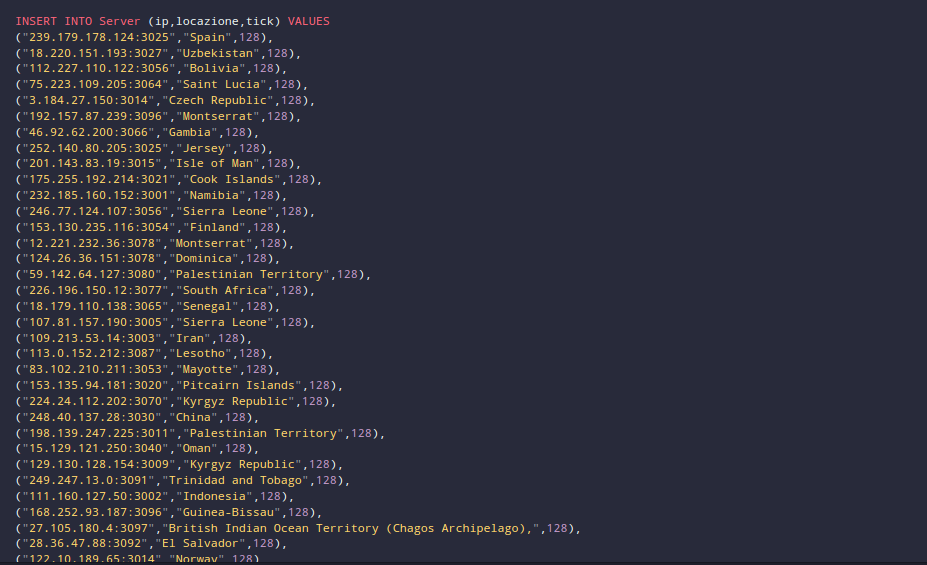 INSERT INTO Server (ip,locazione,tick) VALUES
("239.179.178.124:3025","Spain",128),
("18.220.151.193:3027","Uzbekistan",128),
("112.227.110.122:3056","Bolivia",128),
("75.223.109.205:3064","Saint Lucia",128),
("3.184.27.150:3014","Czech Republic",128),
("192.157.87.239:3096","Montserrat",128),
("46.92.62.200:3066","Gambia",128),
("252.140.80.205:3025","Jersey",128),
("201.143.83.19:3015","Isle of Man",128),
("175.255.192.214:3021","Cook Islands",128),
("232.185.160.152:3001","Namibia",128),
("246.77.124.107:3056","Sierra Leone",128),
("153.130.235.116:3054","Finland",128),
("12.221.232.36:3078","Montserrat",128),
("124.26.36.151:3078","Dominica",128),
("59.142.64.127:3080","Palestinian Territory",128),
("226.196.150.12:3077","South Africa",128),
("18.179.110.138:3065","Senegal",128),
("107.81.157.190:3005","Sierra Leone",128),
("109.213.53.14:3003","Iran",128),
("113.0.152.212:3087","Lesotho",128),
("83.102.210.211:3053","Mayotte",128),
("153.135.94.181:3020","Pitcairn Islands",128),
("224.24.112.202:3070","Kyrgyz Republic",128),
("248.40.137.28:3030","China",128),
("198.139.247.225:3011","Palestinian Territory",128),
("15.129.121.250:3040","Oman",128),
("129.130.128.154:3009","Kyrgyz Republic",128),
("249.247.13.0:3091","Trinidad and Tobago",128),
("111.160.127.50:3002","Indonesia",128),
("168.252.93.187:3096","Guinea-Bissau",128),
("27.105.180.4:3097","British Indian Ocean Territory (Chagos Archipelago),",128),
("28.36.47.88:3092","El Salvador",128),
("122.10.189.65:3014","Norway",128)